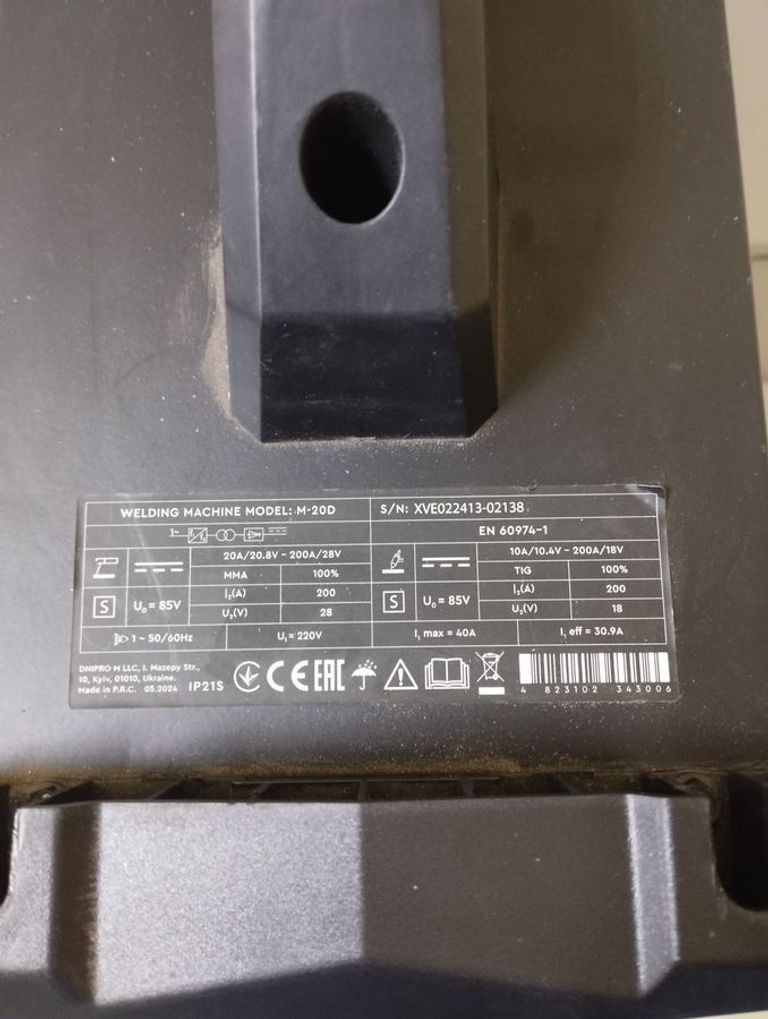 WELDING MACHINE MODEL: M-20D
S/N: XVE022413-02138
1~
EN 60974-1
20A/20.8V - 200A/28V
MMA 100%
I₂(A) 200
U₂(V) 28
S U₀ = 85V
10A/10.4V - 200A/18V
TIG 100%
I₂(A) 200
U₂(V) 18
S U₀ = 85V
1 ~ 50/60Hz
U₁ = 220V
I₁ max = 40A
I₁ eff = 30.9A
DNIPRO M LLC, I. Mazepy Str.,
10, Kyiv, 01010, Ukraine.
Made in P.R.C. 05.2024
IP21S
CE EAC
4 823102 343006